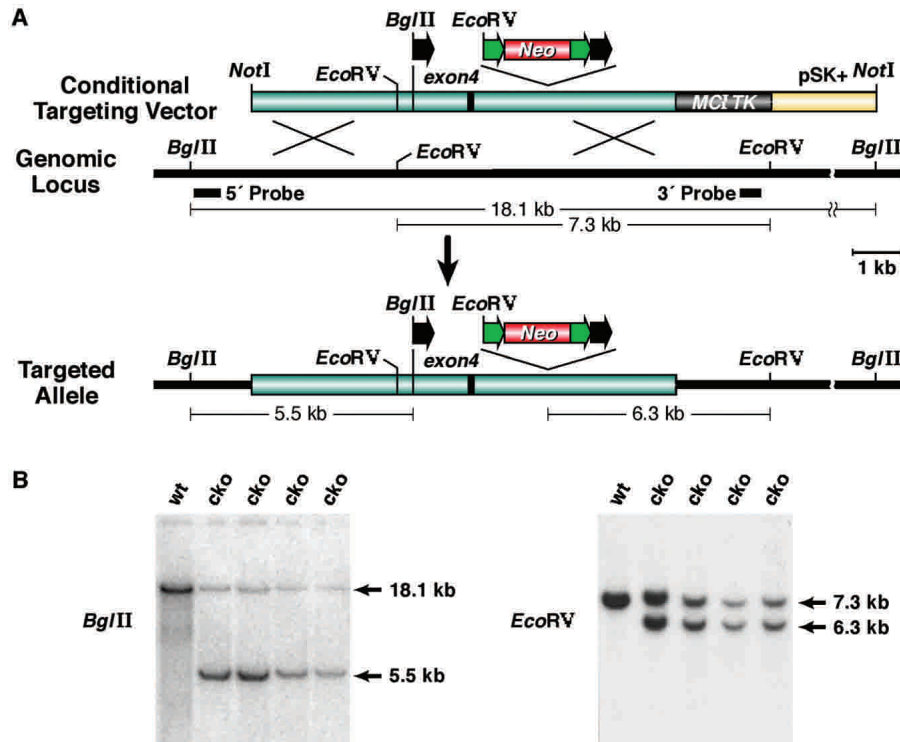 A
BglII EcoRV
Neo
NotI EcoRV exon4 pSK+ NotI
Conditional
Targeting Vector
MC1 TK
BglII EcoRV EcoRV BglII
Genomic
Locus
5´ Probe 3´ Probe
18.1 kb
7.3 kb
1 kb
BglII EcoRV
Neo
BglII EcoRV exon4 EcoRV BglII
Targeted
Allele
5.5 kb 6.3 kb
B
wt cko cko cko cko
18.1 kb
BglII
5.5 kb
wt cko cko cko cko
7.3 kb
EcoRV
6.3 kb